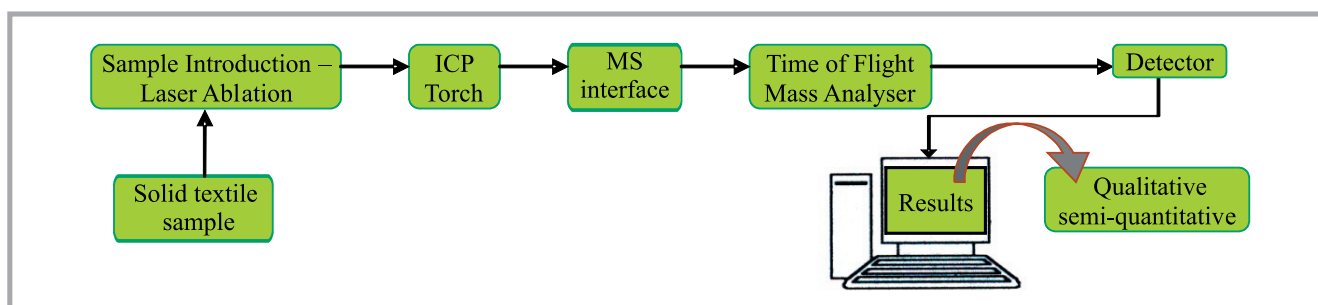 Solid textile
sample
Sample Introduction –
Laser Ablation
ICP
Torch
MS
interface
Time of Flight
Mass Analyser
Detector
Results
Qualitative
semi-quantitative